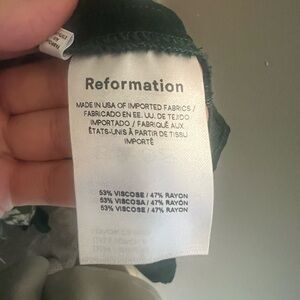 Reformation
MADE IN USA OF IMPORTED FABRICS /
FABRICADO EN EE. UU. DE TEJIDO
IMPORTADO / FABRIQUÉ AUX
ÉTATS-UNIS À PARTIR DE TISSU
IMPORTÉ
53% VISCOSE / 47% RAYON
53% VISCOSE / 47% RAYON
53% VISCOSE / 47% RAYON